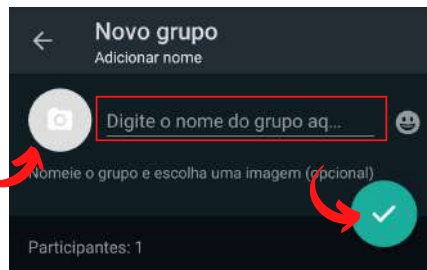 Novo grupo
Adicionar nome
Digite o nome do grupo aq...
Nomeie o grupo e escolha uma imagem (opcional)
Participantes: 1